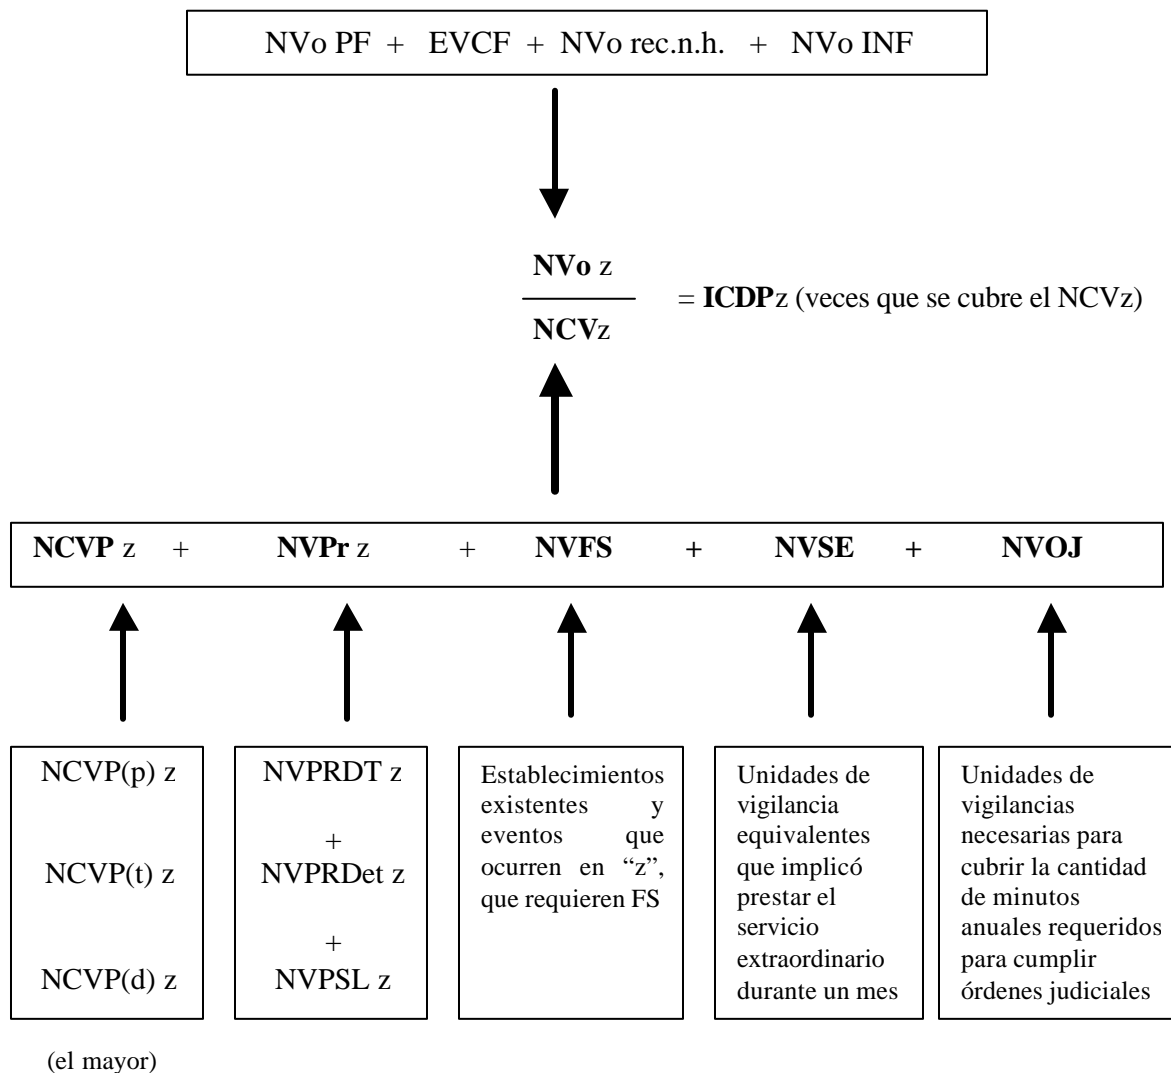 NVo PF + EVCF + NVo rec.n.h. + NVo INF
NVo z
NCVz
= ICDPz (veces que se cubre el NCVz)
NCVP z + NVPr z + NVFS + NVSE + NVOJ
NCVP(p) z
NCVP(t) z
NCVP(d) z
(el mayor)
NVPRDT z
+
NVPRDet z
+
NVPSL z
Establecimientos
existentes y
eventos que
ocurren en “z”,
que requieren FS
Unidades de
vigilancia
equivalentes
que implicó
prestar el
servicio
extraordinario
durante un mes
Unidades de
vigilancias
necesarias para
cubrir la cantidad
de minutos
anuales requeridos
para cumplir
órdenes judiciales